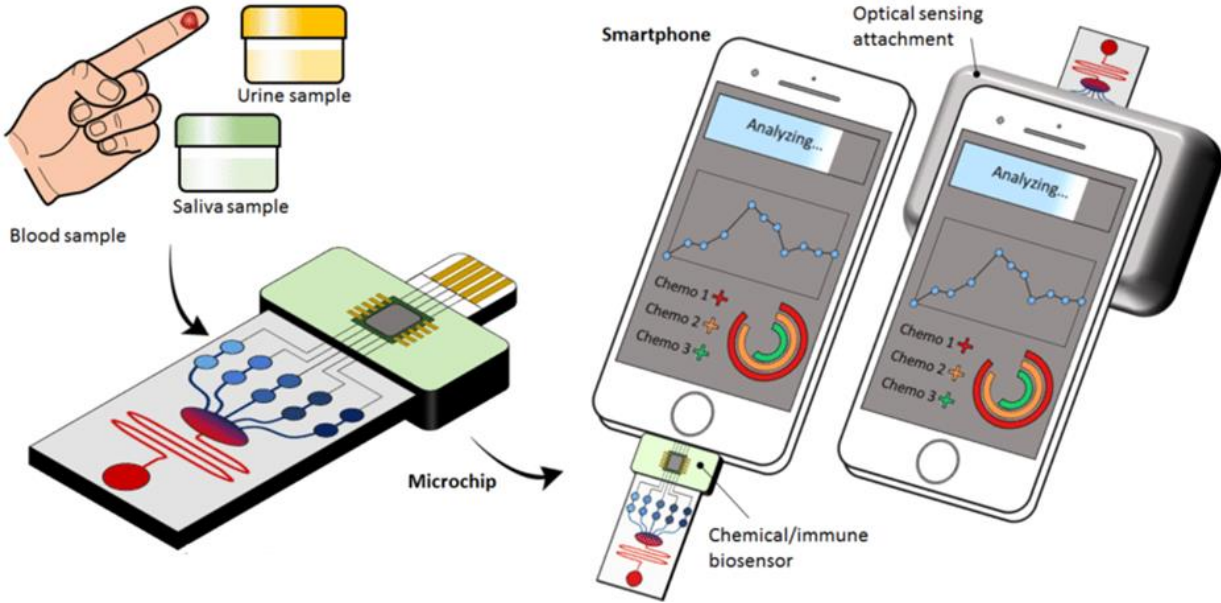 Urine sample
Saliva sample
Blood sample
Microchip
Smartphone
Optical sensing
attachment
Analyzing...
Chemo 1
Chemo 2
Chemo 3
Analyzing...
Chemo 1
Chemo 2
Chemo 3
Chemical/immune
biosensor